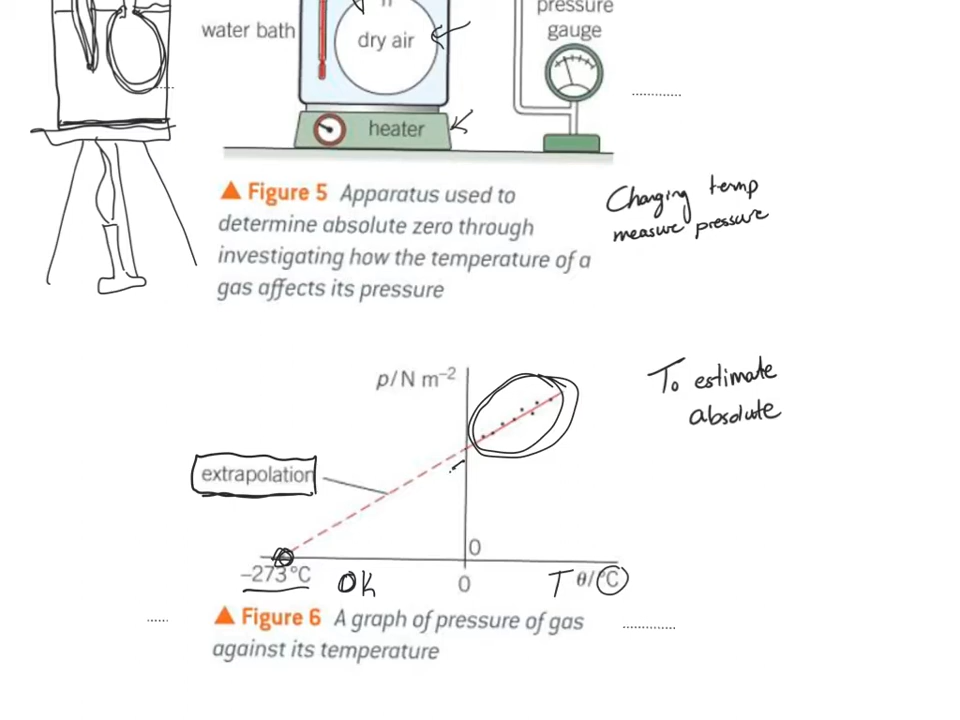 n
pressure
gauge
water bath
dry air
heater
▲ Figure 5 Apparatus used to
determine absolute zero through
investigating how the temperature of a
gas affects its pressure
Changing temp
measure pressure
p/N m⁻²
To estimate
absolute
extrapolation
0
−273°C
0K
0
T θ/°C
▲ Figure 6 A graph of pressure of gas
against its temperature